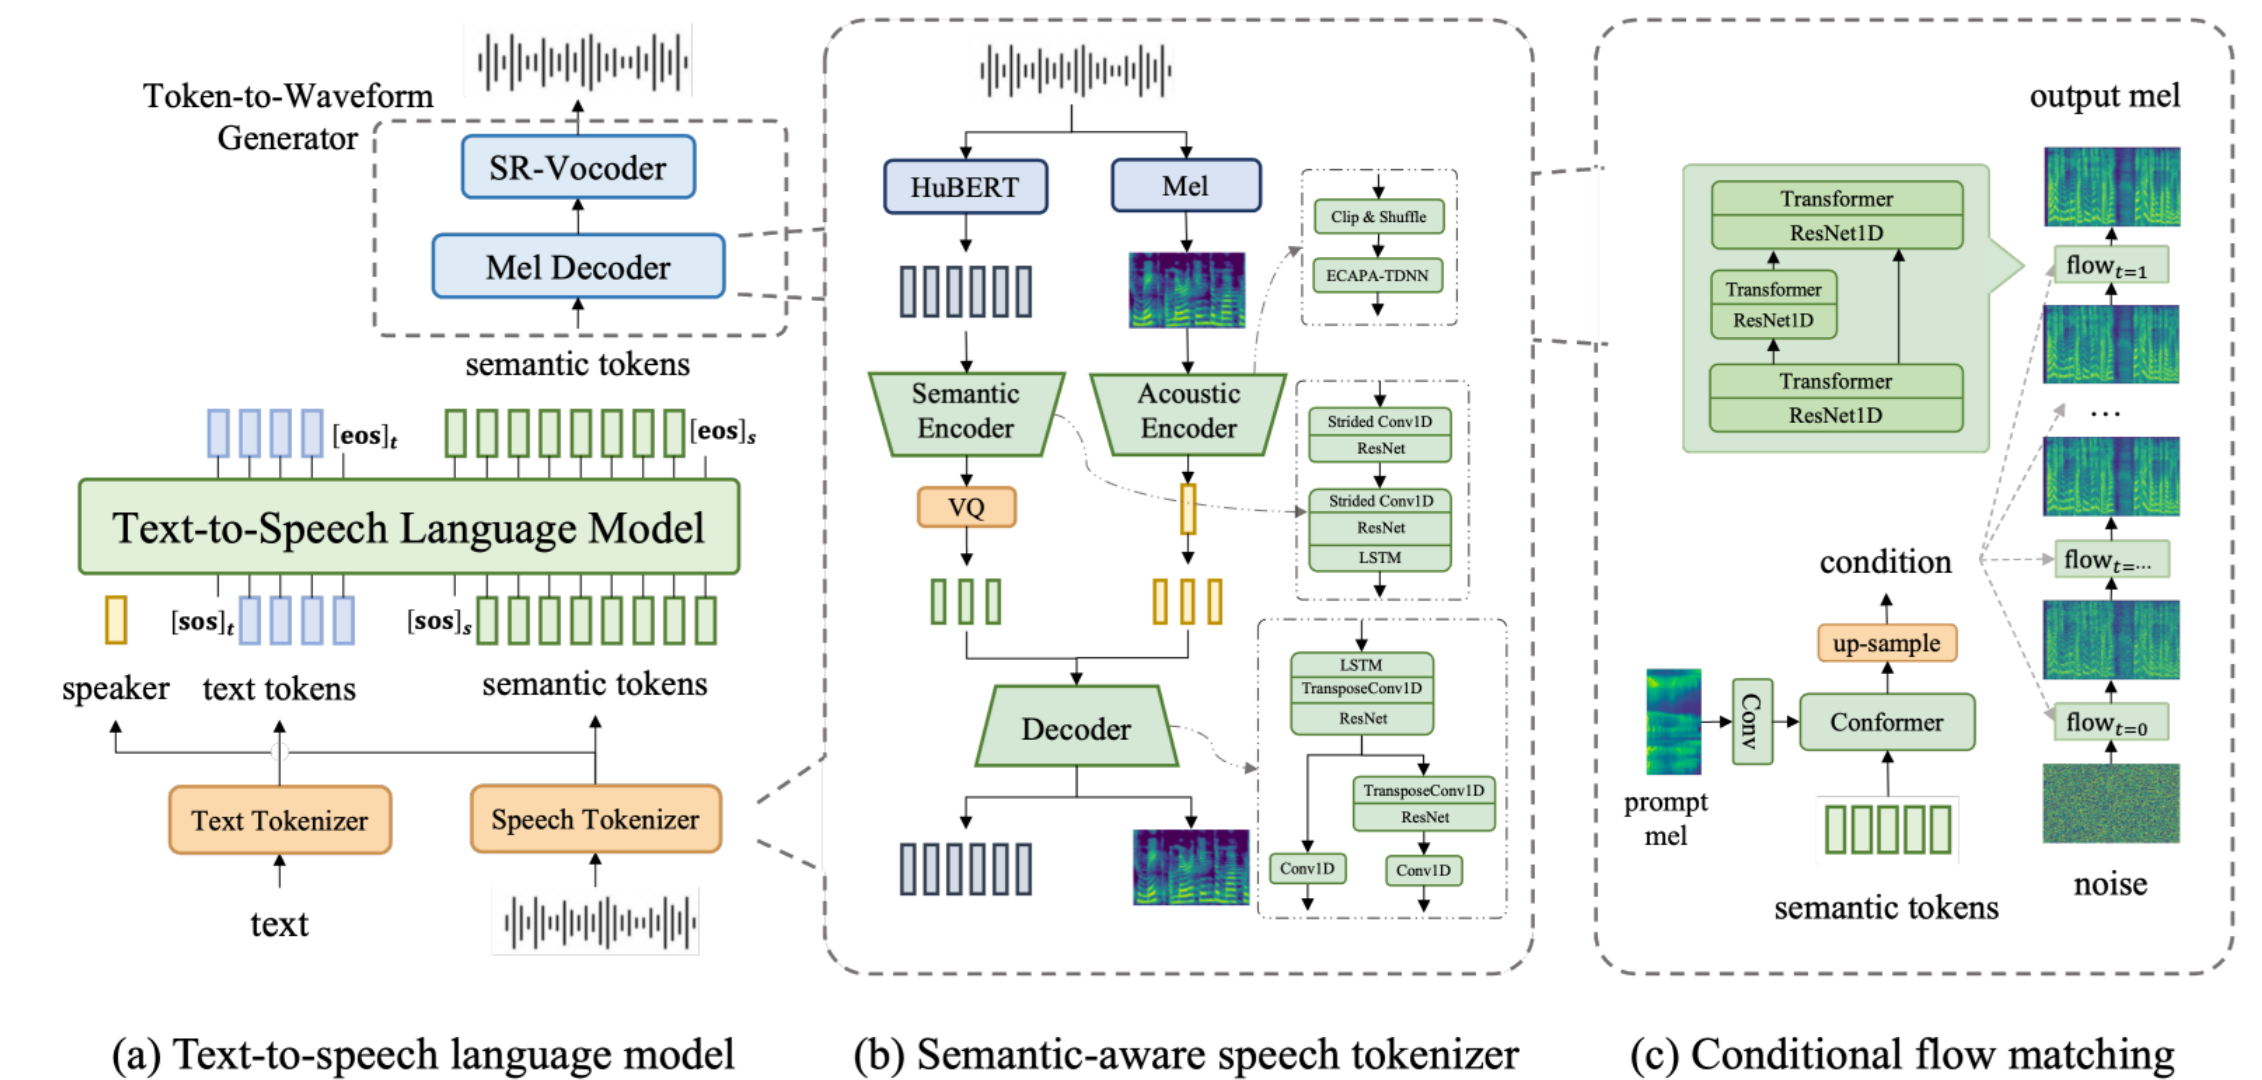 Token-to-Waveform
Generator
SR-Vocoder
Mel Decoder
semantic tokens
[eos]t
[eos]s
Text-to-Speech Language Model
[sos]t
[sos]s
speaker
text tokens
semantic tokens
Text Tokenizer
Speech Tokenizer
text
(a) Text-to-speech language model
HuBERT
Mel
Clip & Shuffle
ECAPA-TDNN
Semantic
Encoder
Acoustic
Encoder
Strided Conv1D
ResNet
Strided Conv1D
ResNet
LSTM
VQ
Decoder
LSTM
TransposeConv1D
ResNet
TransposeConv1D
ResNet
Conv1D
Conv1D
(b) Semantic-aware speech tokenizer
output mel
Transformer
ResNet1D
Transformer
ResNet1D
Transformer
ResNet1D
flow t=1
...
flow t=...
flow t=0
noise
condition
up-sample
Conformer
Conv
prompt
mel
semantic tokens
(c) Conditional flow matching